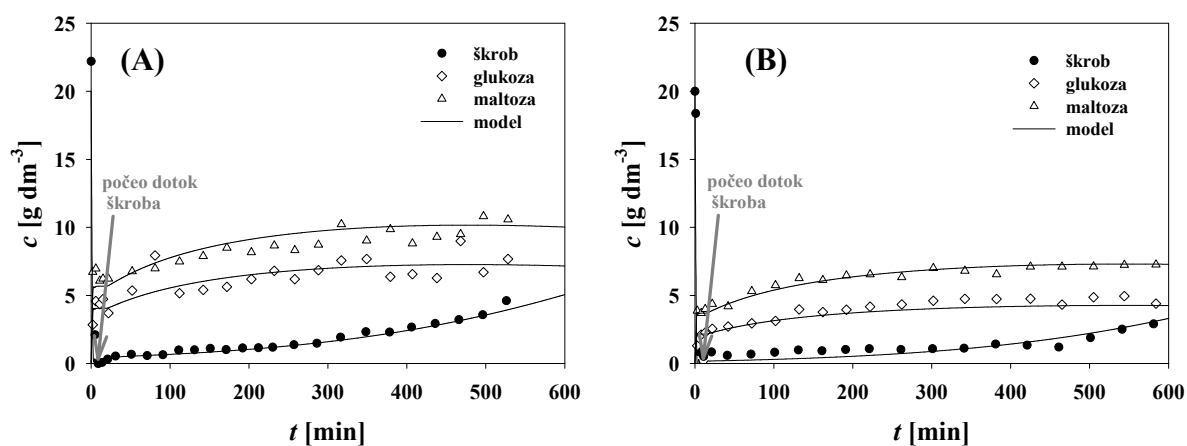 25
20
15
10
5
0
c [g dm⁻³]
(A)
škrob
glukoza
maltoza
model
počeo dotok
škroba
0 100 200 300 400 500 600
t [min]
25
20
15
10
5
0
c [g dm⁻³]
(B)
škrob
glukoza
maltoza
model
počeo dotok
škroba
0 100 200 300 400 500 600
t [min]